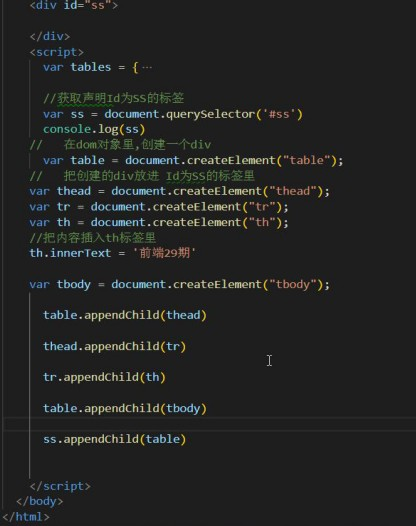 <div id="ss">
</div>
<script>
var tables = {…
//获取声明Id为SS的标签
var ss = document.querySelector('#ss')
console.log(ss)
// 在dom对象里,创建一个div
var table = document.createElement("table");
// 把创建的div放进 Id为SS的标签里
var thead = document.createElement("thead");
var tr = document.createElement("tr");
var th = document.createElement("th");
//把内容插入th标签里
th.innerText = '前端29期'
var tbody = document.createElement("tbody");
table.appendChild(thead)
thead.appendChild(tr)
tr.appendChild(th)
table.appendChild(tbody)
ss.appendChild(table)
</script>
</body>
</html>